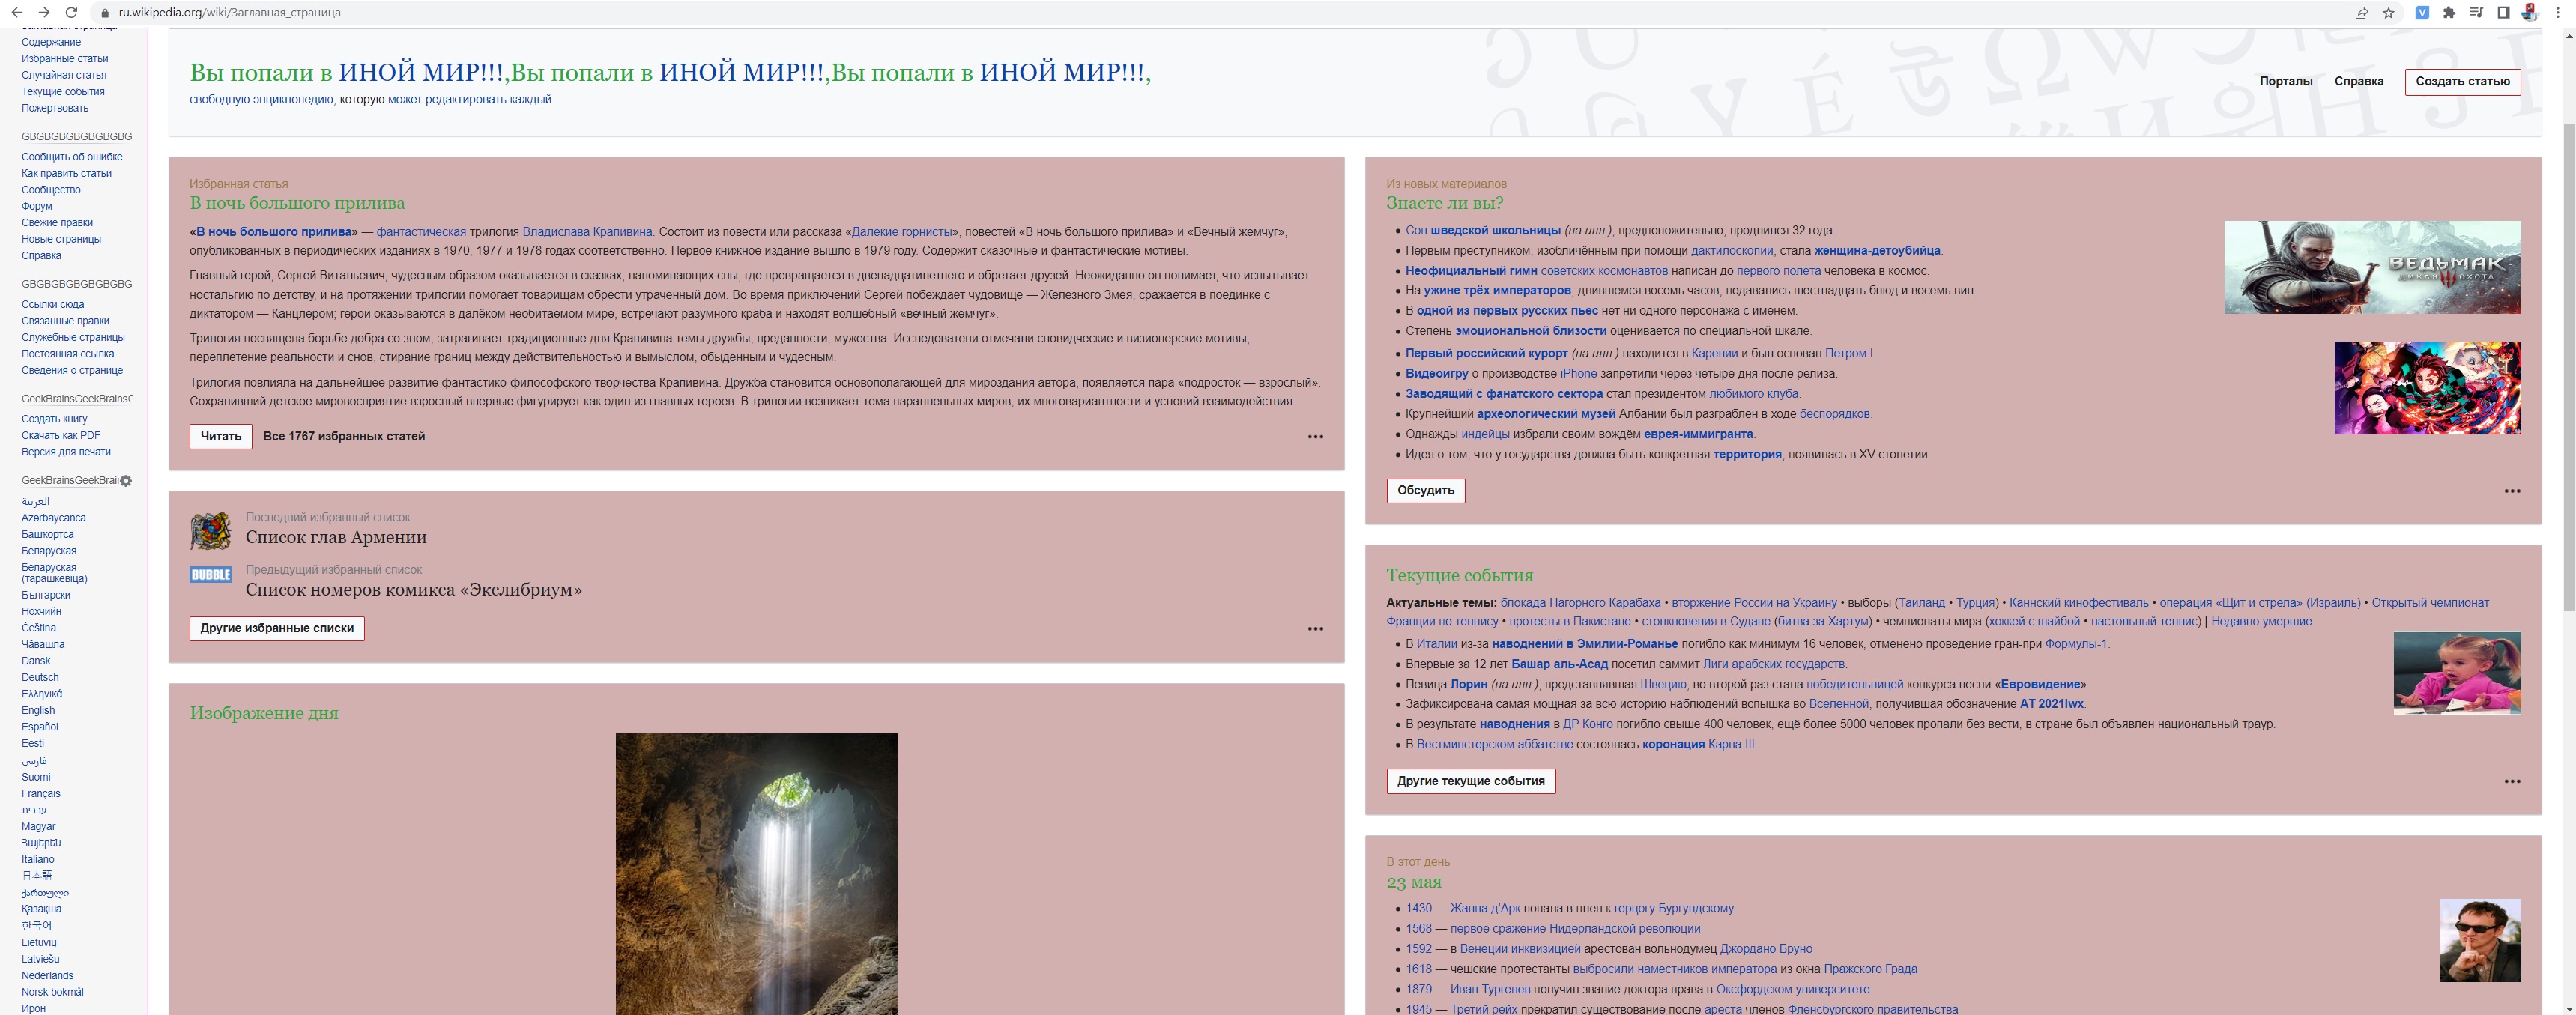 ru.wikipedia.org/wiki/Заглавная_страница
Содержание
Избранные статьи
Случайная статья
Текущие события
Пожертвовать
GBGBGBGBGBGBGBG
Сообщить об ошибке
Как править статьи
Сообщество
Форум
Свежие правки
Новые страницы
Справка
GBGBGBGBGBGBGBG
Ссылки сюда
Связанные правки
Служебные страницы
Постоянная ссылка
Сведения о странице
GeekBrainsGeekBrainsG
Создать книгу
Скачать как PDF
Версия для печати
GeekBrainsGeekBrai
العربية
Azərbaycanca
Башҡортса
Беларуская
Беларуская
(тарашкевіца)
Български
Нохчийн
Čeština
Чӑвашла
Dansk
Deutsch
Ελληνικά
English
Español
Eesti
فارسی
Suomi
Français
עברית
Magyar
Հայերեն
Italiano
日本語
ქართული
Қазақша
한국어
Lietuvių
Latviešu
Nederlands
Norsk bokmål
Ирон
Вы попали в ИНОЙ МИР!!!,Вы попали в ИНОЙ МИР!!!,Вы попали в ИНОЙ МИР!!!,
свободную энциклопедию, которую может редактировать каждый.
Порталы Справка Создать статью
Избранная статья
В ночь большого прилива
«В ночь большого прилива» — фантастическая трилогия Владислава Крапивина. Состоит из повести или рассказа «Далёкие горнисты», повестей «В ночь большого прилива» и «Вечный жемчуг»,
опубликованных в периодических изданиях в 1970, 1977 и 1978 годах соответственно. Первое книжное издание вышло в 1979 году. Содержит сказочные и фантастические мотивы.
Главный герой, Сергей Витальевич, чудесным образом оказывается в сказках, напоминающих сны, где превращается в двенадцатилетнего и обретает друзей. Неожиданно он понимает, что испытывает
ностальгию по детству, и на протяжении трилогии помогает товарищам обрести утраченный дом. Во время приключений Сергей побеждает чудовище — Железного Змея, сражается в поединке с
диктатором — Канцлером; герои оказываются в далёком необитаемом мире, встречают разумного краба и находят волшебный «вечный жемчуг».
Трилогия посвящена борьбе добра со злом, затрагивает традиционные для Крапивина темы дружбы, преданности, мужества. Исследователи отмечали сновидческие и визионерские мотивы,
переплетение реальности и снов, стирание границ между действительностью и вымыслом, обыденным и чудесным.
Трилогия повлияла на дальнейшее развитие фантастико-философского творчества Крапивина. Дружба становится основополагающей для мироздания автора, появляется пара «подросток — взрослый».
Сохранивший детское мировосприятие взрослый впервые фигурирует как один из главных героев. В трилогии возникает тема параллельных миров, их многовариантности и условий взаимодействия.
Читать Все 1767 избранных статей
Последний избранный список
Список глав Армении
BUBBLE
Предыдущий избранный список
Список номеров комикса «Экслибриум»
Другие избранные списки
Изображение дня
Из новых материалов
Знаете ли вы?
Сон шведской школьницы (на илл.), предположительно, продлился 32 года.
Первым преступником, изобличённым при помощи дактилоскопии, стала женщина-детоубийца.
Неофициальный гимн советских космонавтов написан до первого полёта человека в космос.
На ужине трёх императоров, длившемся восемь часов, подавались шестнадцать блюд и восемь вин.
В одной из первых русских пьес нет ни одного персонажа с именем.
Степень эмоциональной близости оценивается по специальной шкале.
Первый российский курорт (на илл.) находится в Карелии и был основан Петром I.
Видеоигру о производстве iPhone запретили через четыре дня после релиза.
Заводящий с фанатского сектора стал президентом любимого клуба.
Крупнейший археологический музей Албании был разграблен в ходе беспорядков.
Однажды индейцы избрали своим вождём еврея-иммигранта.
Идея о том, что у государства должна быть конкретная территория, появилась в XV столетии.
ВЕДЬМАК
ДИКАЯ ОХОТА
Обсудить
Текущие события
Актуальные темы: блокада Нагорного Карабаха • вторжение России на Украину • выборы (Таиланд • Турция) • Каннский кинофестиваль • операция «Щит и стрела» (Израиль) • Открытый чемпионат
Франции по теннису • протесты в Пакистане • столкновения в Судане (битва за Хартум) • чемпионаты мира (хоккей с шайбой • настольный теннис) | Недавно умершие
В Италии из-за наводнений в Эмилии-Романье погибло как минимум 16 человек, отменено проведение гран-при Формулы-1.
Впервые за 12 лет Башар аль-Асад посетил саммит Лиги арабских государств.
Певица Лорин (на илл.), представлявшая Швецию, во второй раз стала победительницей конкурса песни «Евровидение».
Зафиксирована самая мощная за всю историю наблюдений вспышка во Вселенной, получившая обозначение AT 2021lwx.
В результате наводнения в ДР Конго погибло свыше 400 человек, ещё более 5000 человек пропали без вести, в стране был объявлен национальный траур.
В Вестминстерском аббатстве состоялась коронация Карла III.
Другие текущие события
В этот день
23 мая
1430 — Жанна д’Арк попала в плен к герцогу Бургундскому
1568 — первое сражение Нидерландской революции
1592 — в Венеции инквизицией арестован вольнодумец Джордано Бруно
1618 — чешские протестанты выбросили наместников императора из окна Пражского Града
1879 — Иван Тургенев получил звание доктора права в Оксфордском университете
1945 — Третий рейх прекратил существование после ареста членов Фленсбургского правительства